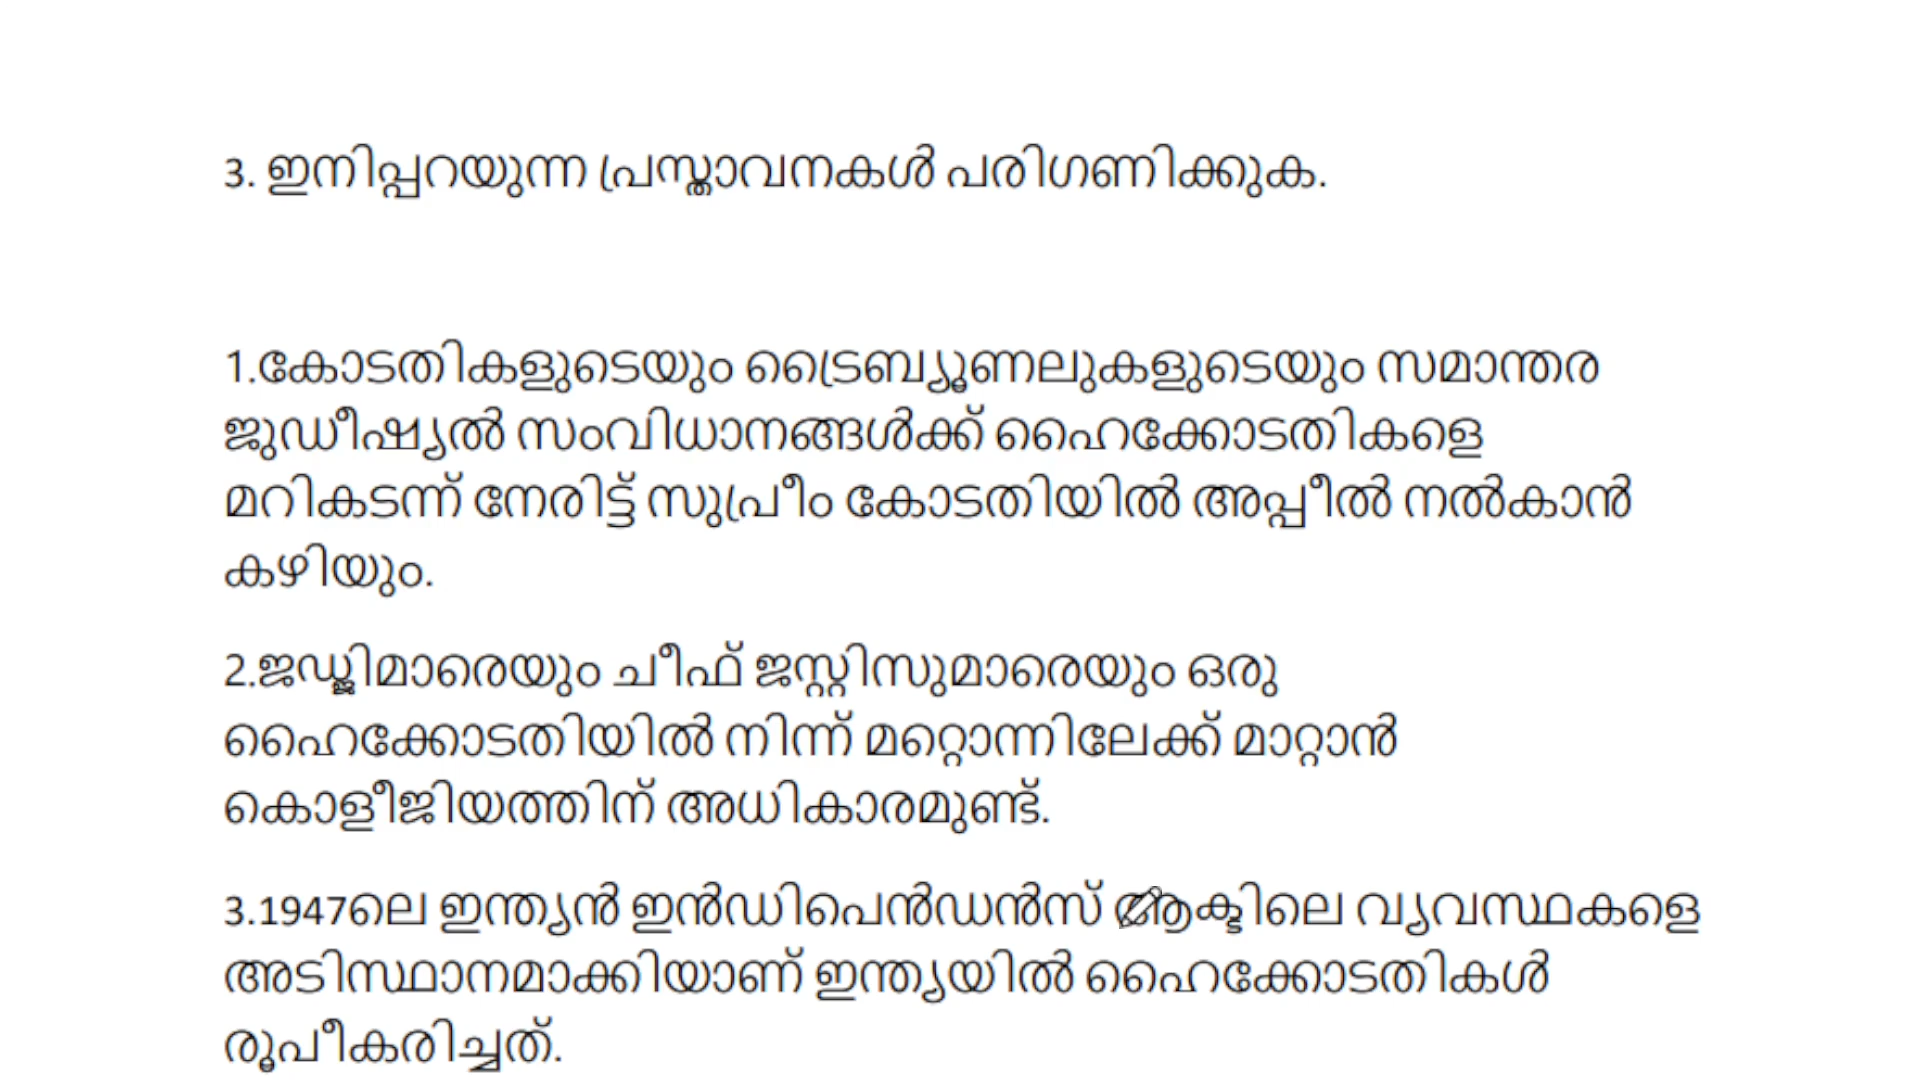 3. ഇനിപ്പറയുന്ന പ്രസ്താവനകൾ പരിഗണിക്കുക.
1.കോടതികളുടെയും ട്രൈബ്യൂണലുകളുടെയും സമാന്തര
ജുഡീഷ്യൽ സംവിധാനങ്ങൾക്ക് ഹൈക്കോടതികളെ
മറികടന്ന് നേരിട്ട് സുപ്രീം കോടതിയിൽ അപ്പീൽ നൽകാൻ
കഴിയും.
2.ജഡ്ജിമാരെയും ചീഫ് ജസ്റ്റിസുമാരെയും ഒരു
ഹൈക്കോടതിയിൽ നിന്ന് മറ്റൊന്നിലേക്ക് മാറ്റാൻ
കൊളീജിയത്തിന് അധികാരമുണ്ട്.
3.1947ലെ ഇന്ത്യൻ ഇൻഡിപെൻഡൻസ് ആക്ടിലെ വ്യവസ്ഥകളെ
അടിസ്ഥാനമാക്കിയാണ് ഇന്ത്യയിൽ ഹൈക്കോടതികൾ
രൂപീകരിച്ചത്.